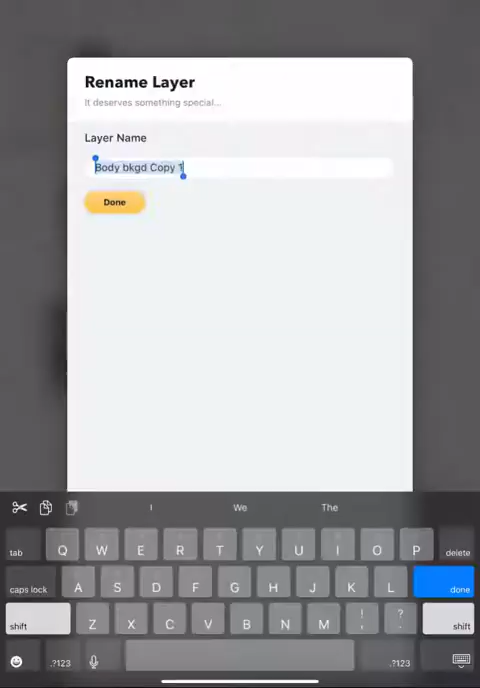 Rename Layer
It deserves something special...
Layer Name
Body bkgd Copy 1
Done
I We The
tab Q W E R T Y U I O P delete
caps lock A S D F G H J K L done
shift Z X C V B N M ! , ? . shift
.?123 .?123